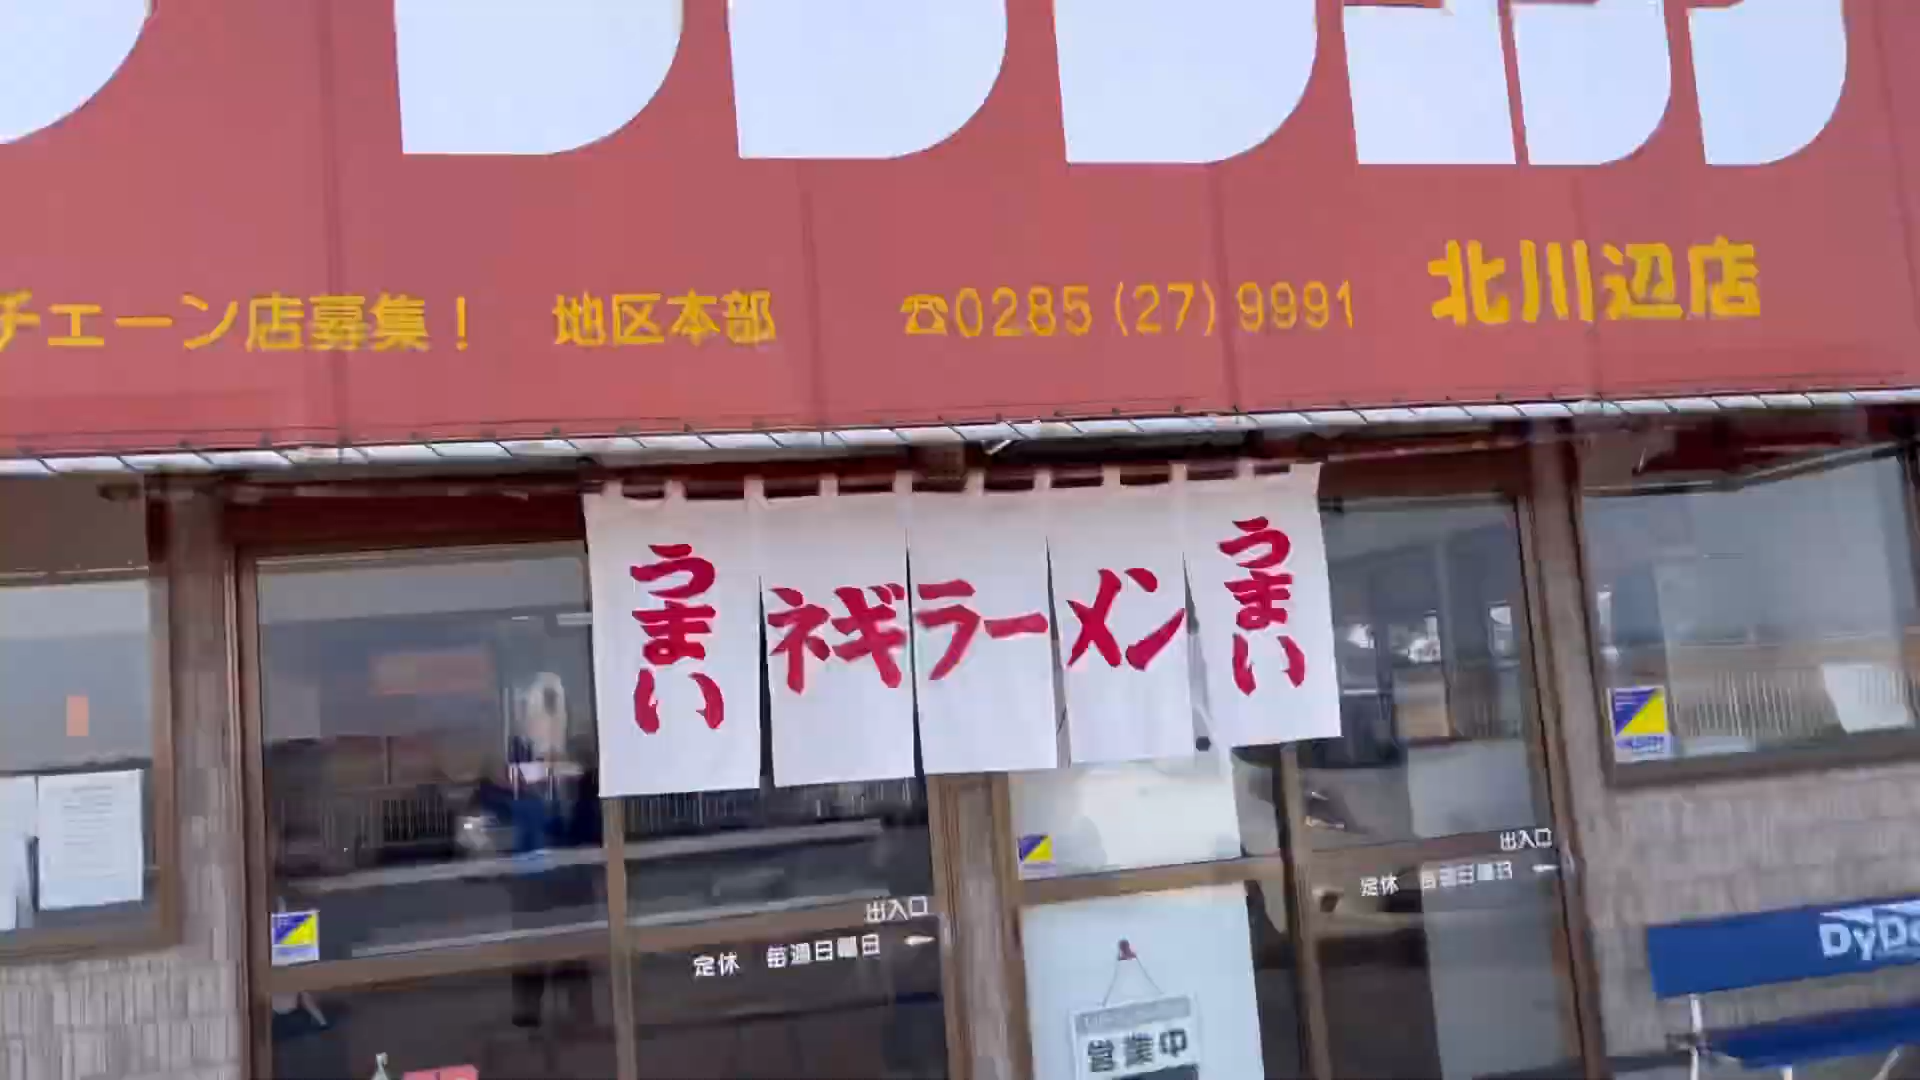 チェーン店募集！ 地区本部 ☎0285(27)9991 北川辺店
うまい ネギラーメン うまい
出入口
定休 毎週日曜日
出入口
定休 毎週日曜日
営業中